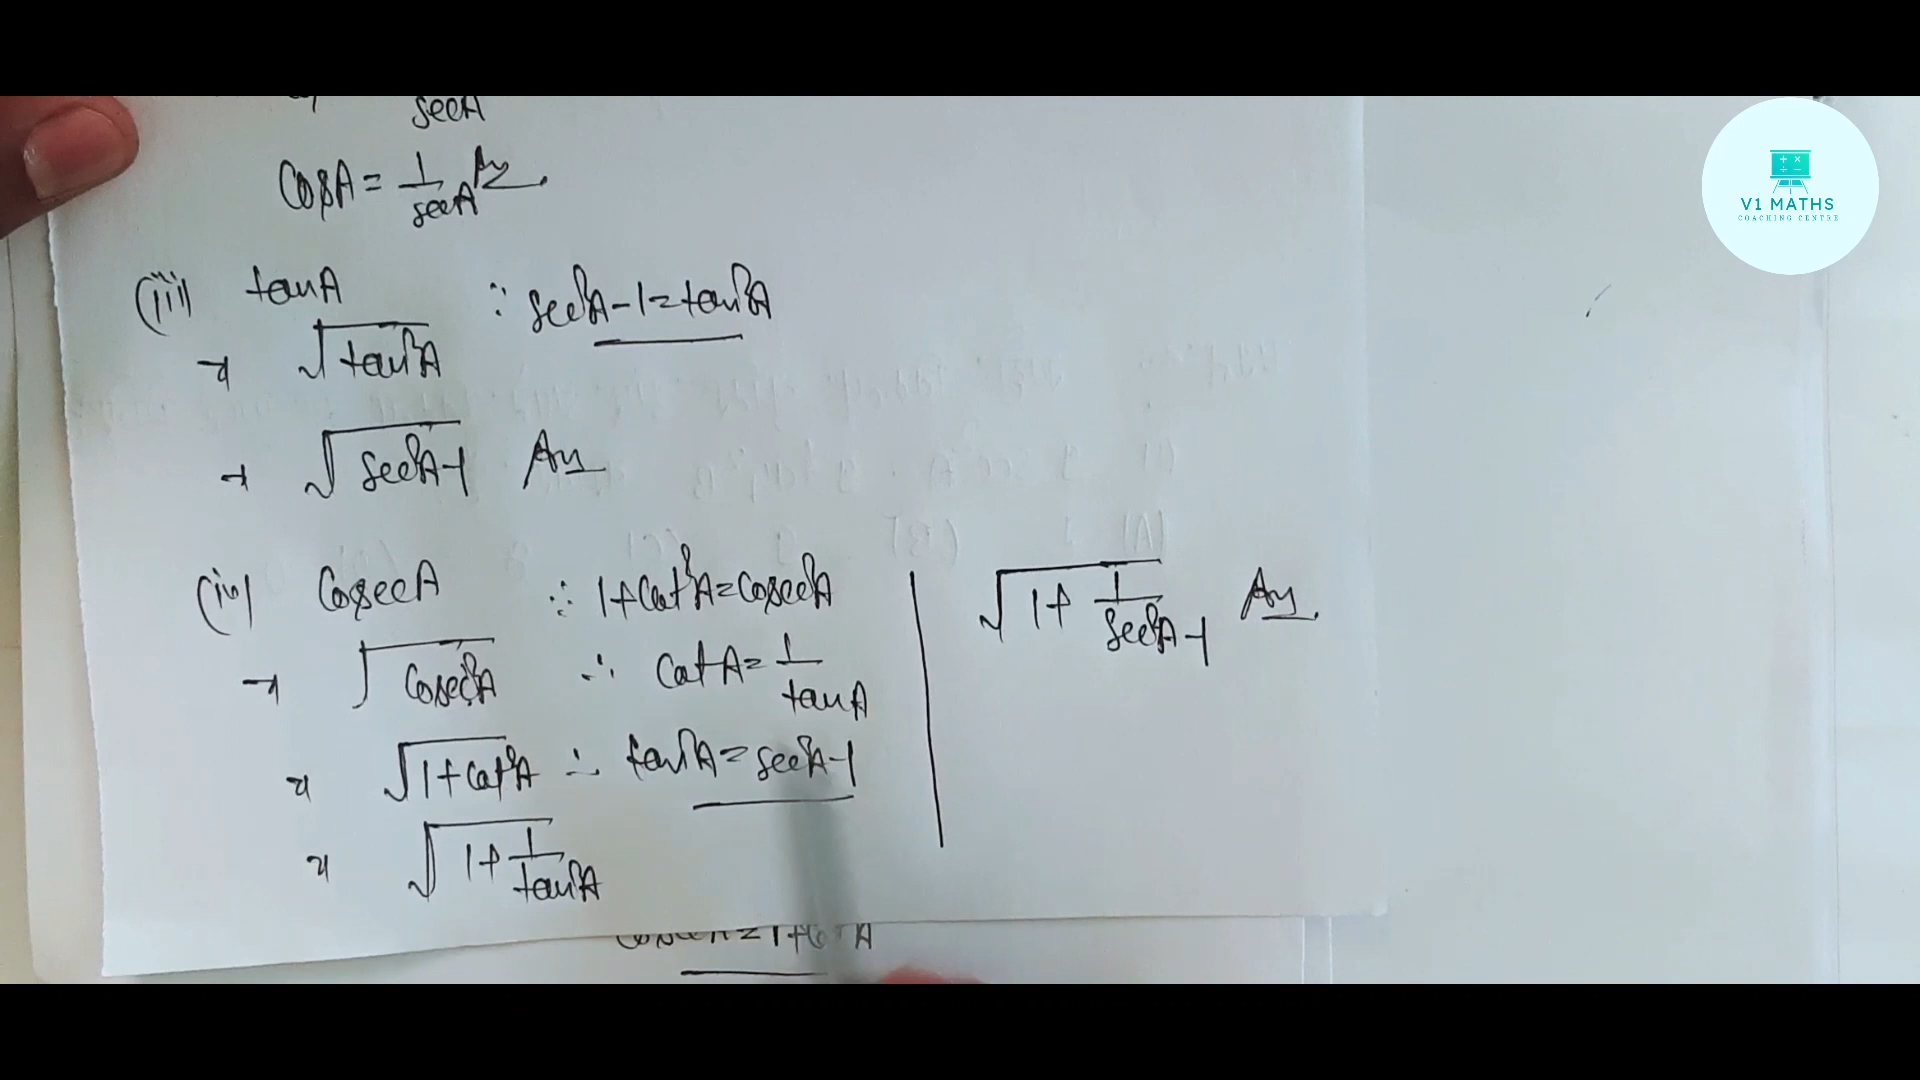 secA
CosA = 1/secA Ans.
(iii) tanA ∵ sec²A-1=tan²A
→ √tan²A
→ √sec²A-1 Ans
(iv) CosecA ∵ 1+Cot²A=Cosec²A
→ √Cosec²A ∴ CotA=1/tanA
→ √1+Cot²A ∴ tan²A=sec²A-1
→ √1+1/tan²A
√1+1/sec²A-1 Ans.
V1 MATHS
COACHING CENTRE